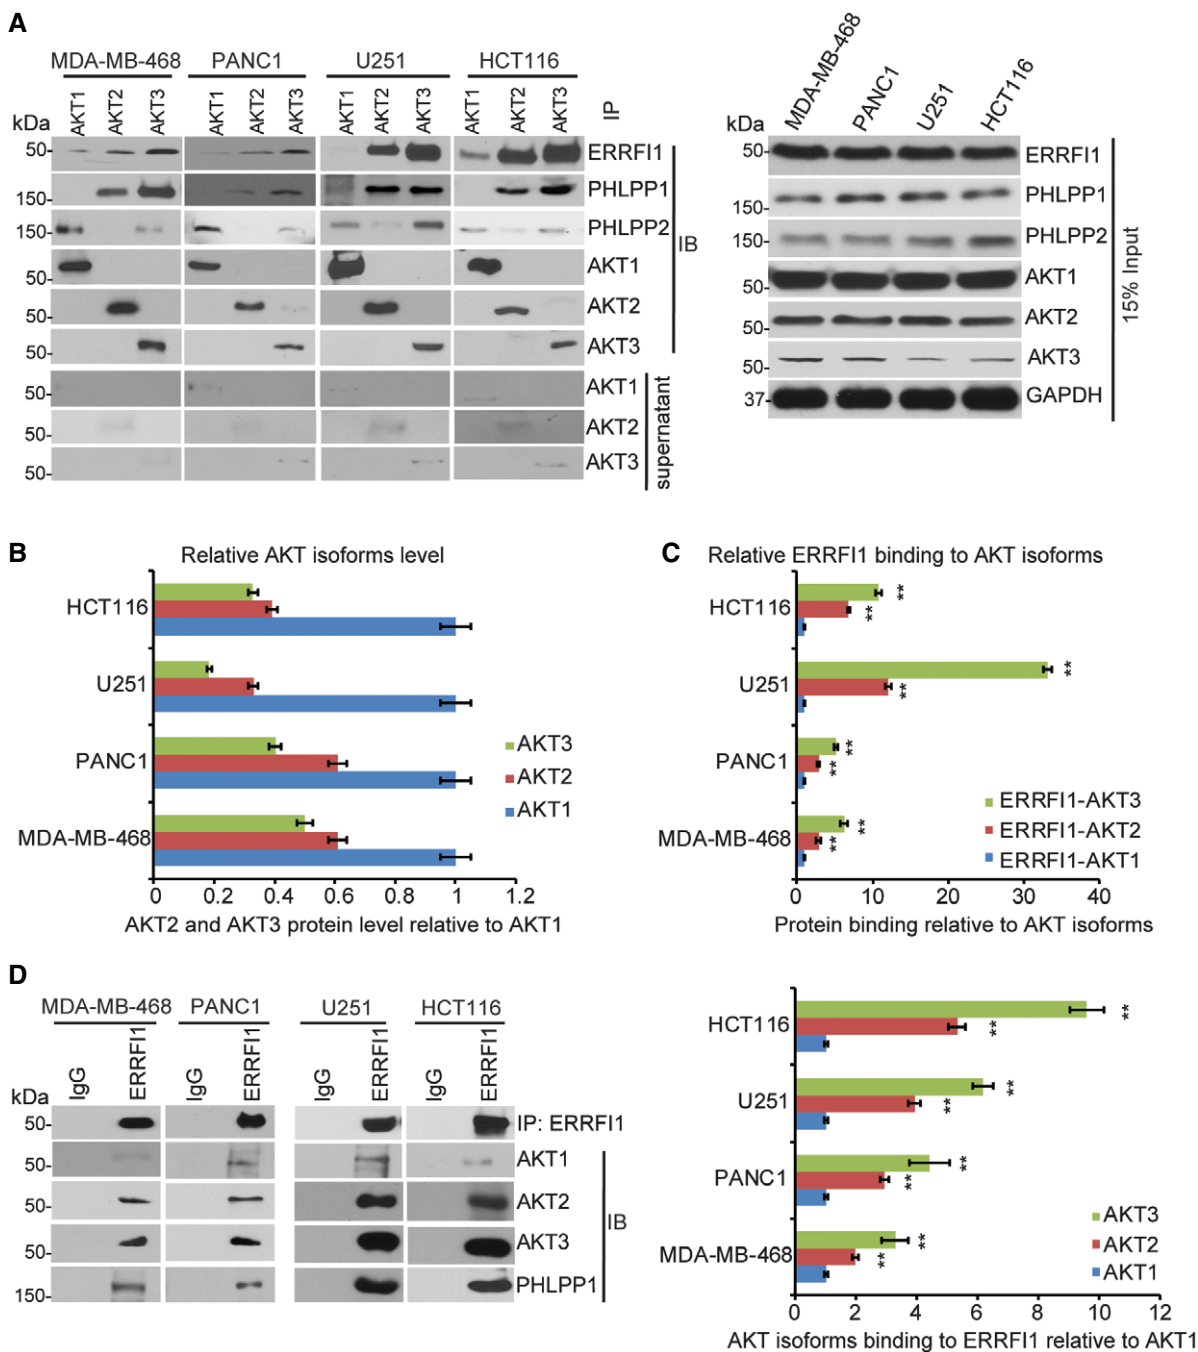 A
MDA-MB-468 PANC1 U251 HCT116
AKT1 AKT2 AKT3 AKT1 AKT2 AKT3 AKT1 AKT2 AKT3 AKT1 AKT2 AKT3 IP
kDa
50- ERRFI1
150- PHLPP1
150- PHLPP2
50- AKT1
50- AKT2
50- AKT3
IB
50- AKT1
50- AKT2
50- AKT3
supernatant
MDA-MB-468 PANC1 U251 HCT116
kDa
50- ERRFI1
150- PHLPP1
150- PHLPP2
50- AKT1
50- AKT2
50- AKT3
37- GAPDH
15% Input
B
Relative AKT isoforms level
HCT116
U251
PANC1
MDA-MB-468
AKT3
AKT2
AKT1
0 0.2 0.4 0.6 0.8 1 1.2
AKT2 and AKT3 protein level relative to AKT1
C
Relative ERRFI1 binding to AKT isoforms
HCT116 ** **
U251 ** **
PANC1 ** **
MDA-MB-468 ** **
ERRFI1-AKT3
ERRFI1-AKT2
ERRFI1-AKT1
0 10 20 30 40
Protein binding relative to AKT isoforms
D
MDA-MB-468 PANC1 U251 HCT116
IgG ERRFI1 IgG ERRFI1 IgG ERRFI1 IgG ERRFI1
kDa
50- IP: ERRFI1
50- AKT1
50- AKT2
50- AKT3
150- PHLPP1
IB
HCT116 ** **
U251 ** **
PANC1 ** **
MDA-MB-468 ** **
AKT3
AKT2
AKT1
0 2 4 6 8 10 12
AKT isoforms binding to ERRFI1 relative to AKT1